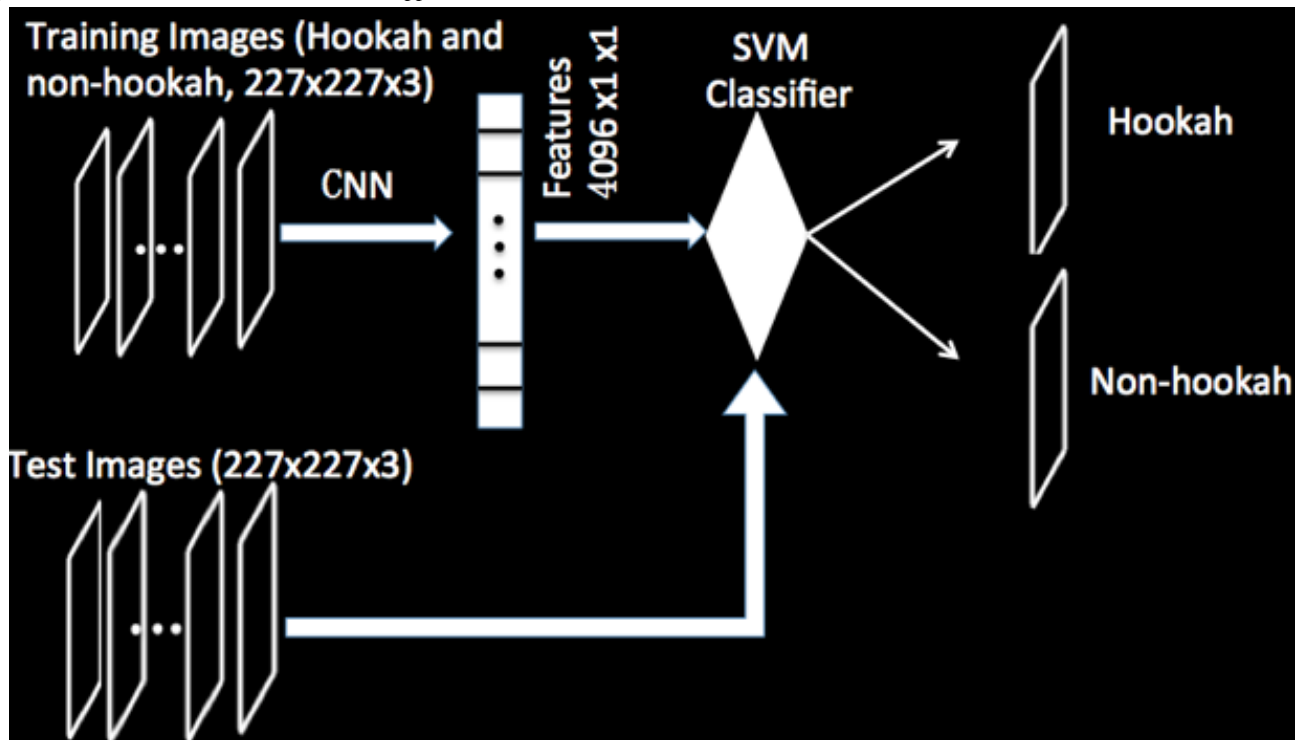 Training Images (Hookah and
non-hookah, 227x227x3)
CNN
Features
4096 x1 x1
SVM
Classifier
Hookah
Non-hookah
Test Images (227x227x3)